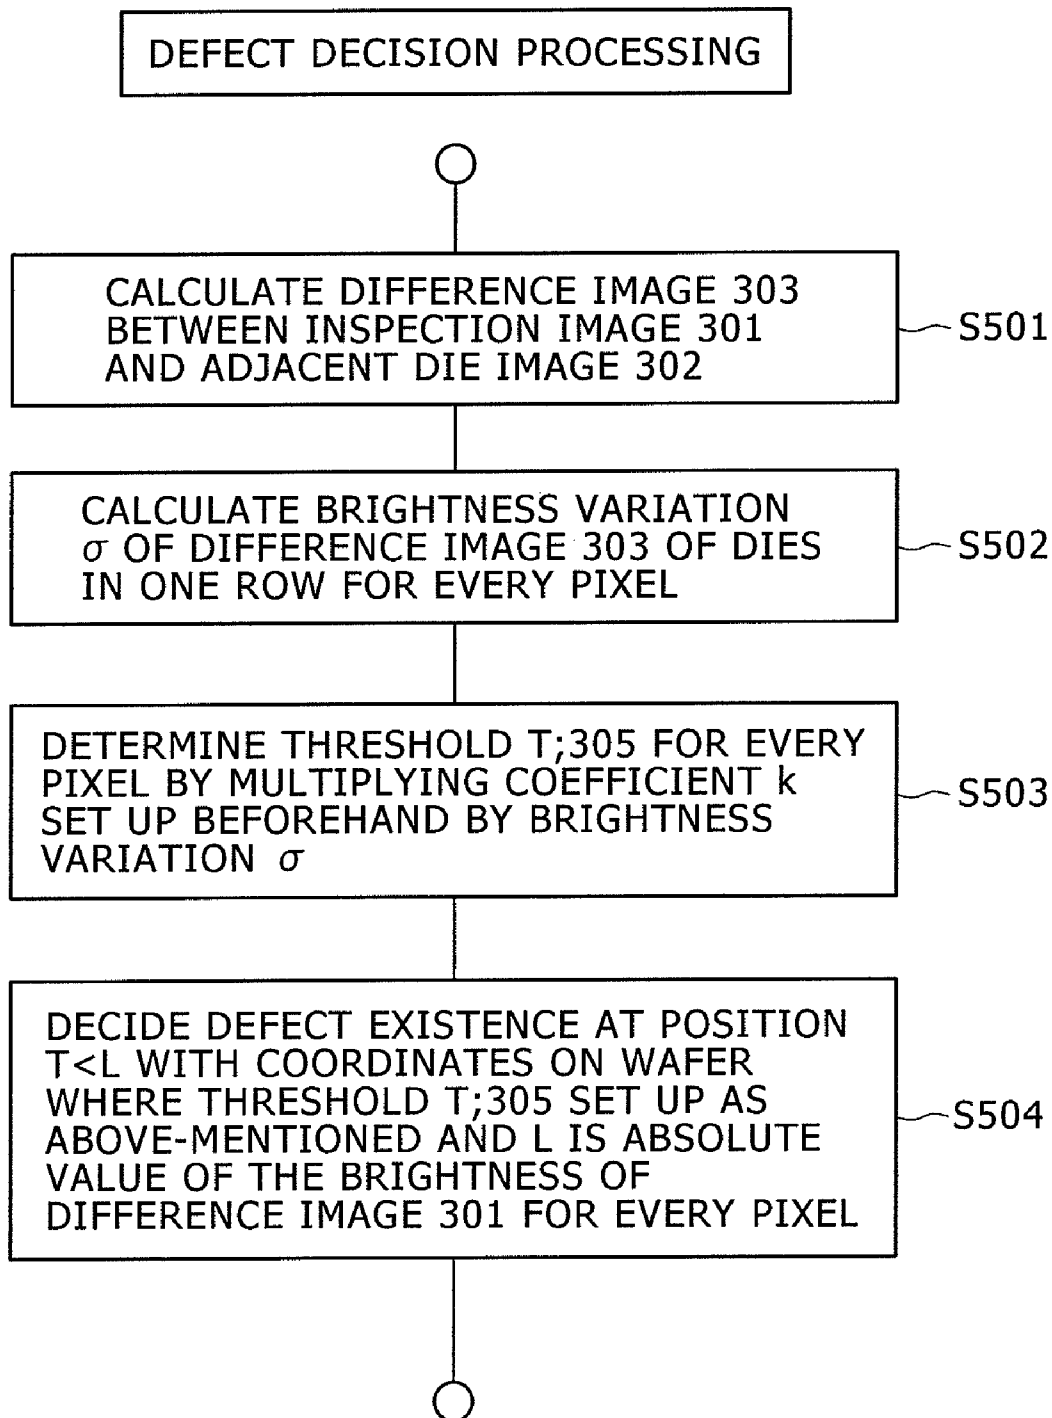 DEFECT DECISION PROCESSING
CALCULATE DIFFERENCE IMAGE 303
BETWEEN INSPECTION IMAGE 301
AND ADJACENT DIE IMAGE 302
S501
CALCULATE BRIGHTNESS VARIATION
σ OF DIFFERENCE IMAGE 303 OF DIES
IN ONE ROW FOR EVERY PIXEL
S502
DETERMINE THRESHOLD T;305 FOR EVERY
PIXEL BY MULTIPLYING COEFFICIENT k
SET UP BEFOREHAND BY BRIGHTNESS
VARIATION σ
S503
DECIDE DEFECT EXISTENCE AT POSITION
T<L WITH COORDINATES ON WAFER
WHERE THRESHOLD T;305 SET UP AS
ABOVE-MENTIONED AND L IS ABSOLUTE
VALUE OF THE BRIGHTNESS OF
DIFFERENCE IMAGE 301 FOR EVERY PIXEL
S504